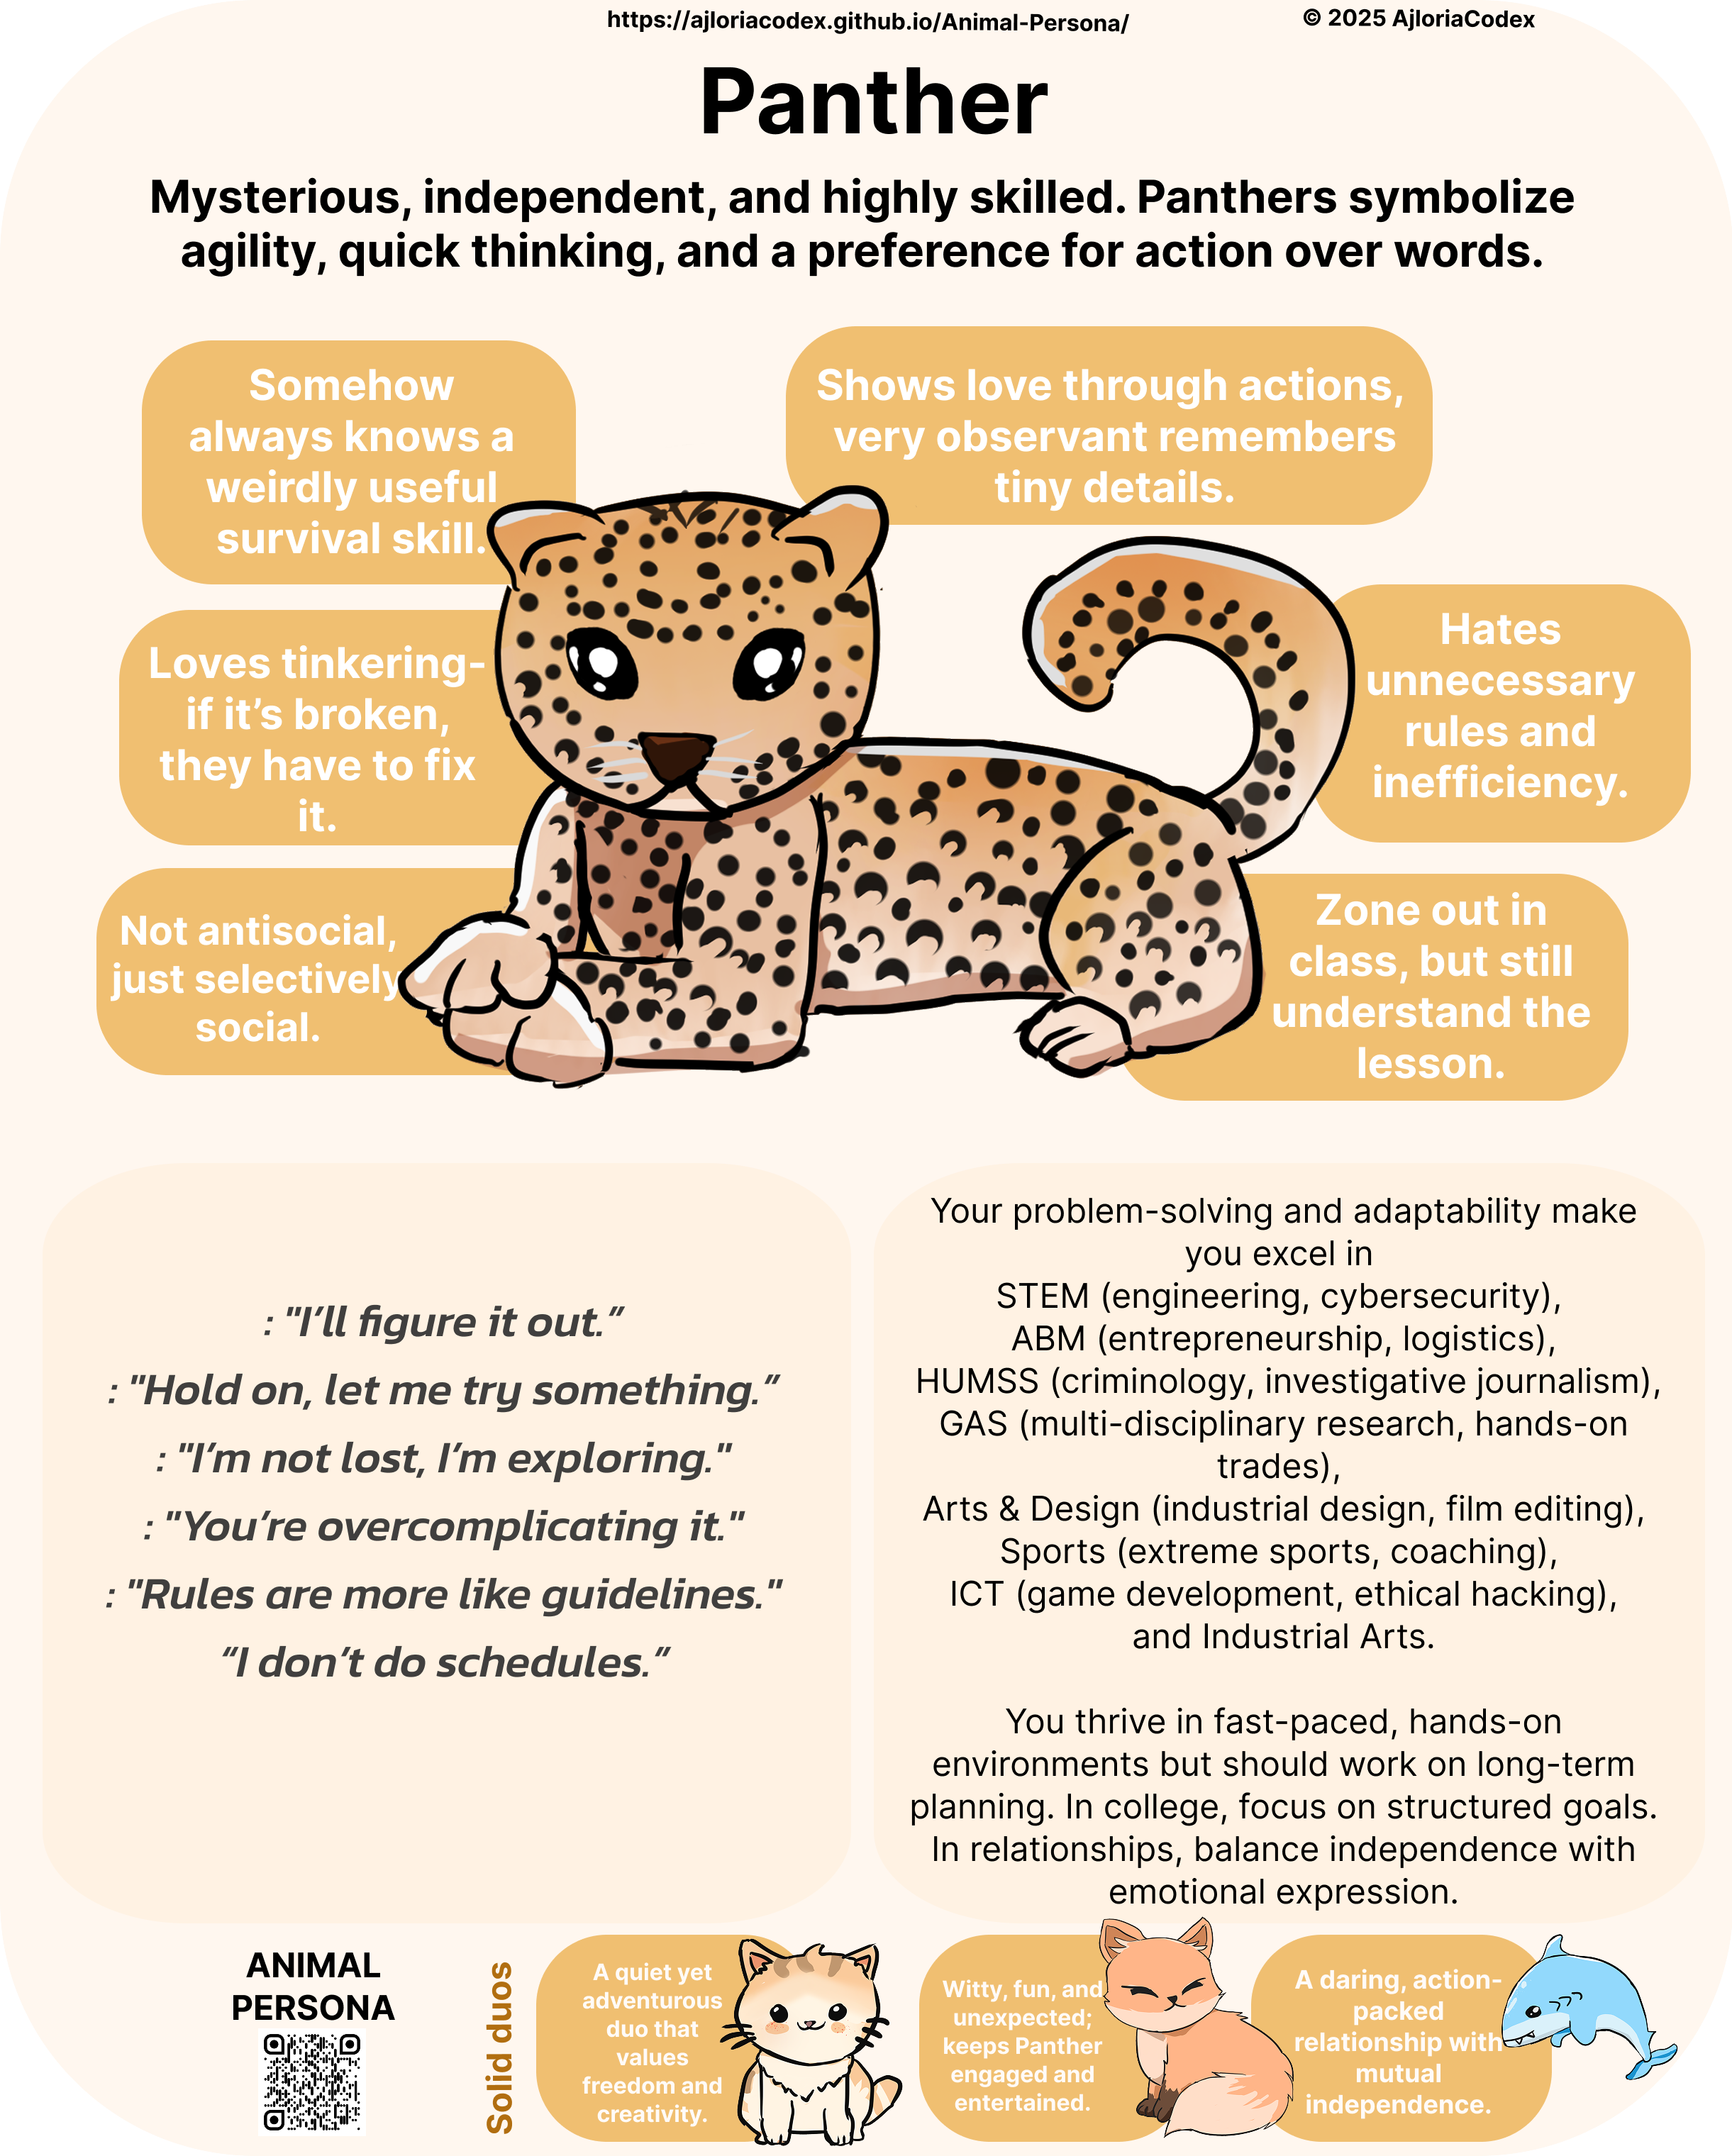 https://ajloriacodex.github.io/Animal-Persona/
© 2025 AjloriaCodex
Panther
Mysterious, independent, and highly skilled. Panthers symbolize
agility, quick thinking, and a preference for action over words.
Somehow
always knows a
weirdly useful
survival skill.
Shows love through actions,
very observant remembers
tiny details.
Loves tinkering-
if it’s broken,
they have to fix
it.
Hates
unnecessary
rules and
inefficiency.
Not antisocial,
just selectively
social.
Zone out in
class, but still
understand the
lesson.
: "I’ll figure it out.”
: "Hold on, let me try something.”
: "I’m not lost, I’m exploring."
: "You’re overcomplicating it."
: "Rules are more like guidelines."
“I don’t do schedules.”
Your problem-solving and adaptability make
you excel in
STEM (engineering, cybersecurity),
ABM (entrepreneurship, logistics),
HUMSS (criminology, investigative journalism),
GAS (multi-disciplinary research, hands-on
trades),
Arts & Design (industrial design, film editing),
Sports (extreme sports, coaching),
ICT (game development, ethical hacking),
and Industrial Arts.
You thrive in fast-paced, hands-on
environments but should work on long-term
planning. In college, focus on structured goals.
In relationships, balance independence with
emotional expression.
ANIMAL
PERSONA
Solid duos
A quiet yet
adventurous
duo that
values
freedom and
creativity.
Witty, fun, and
unexpected;
keeps Panther
engaged and
entertained.
A daring, action-
packed
relationship with
mutual
independence.